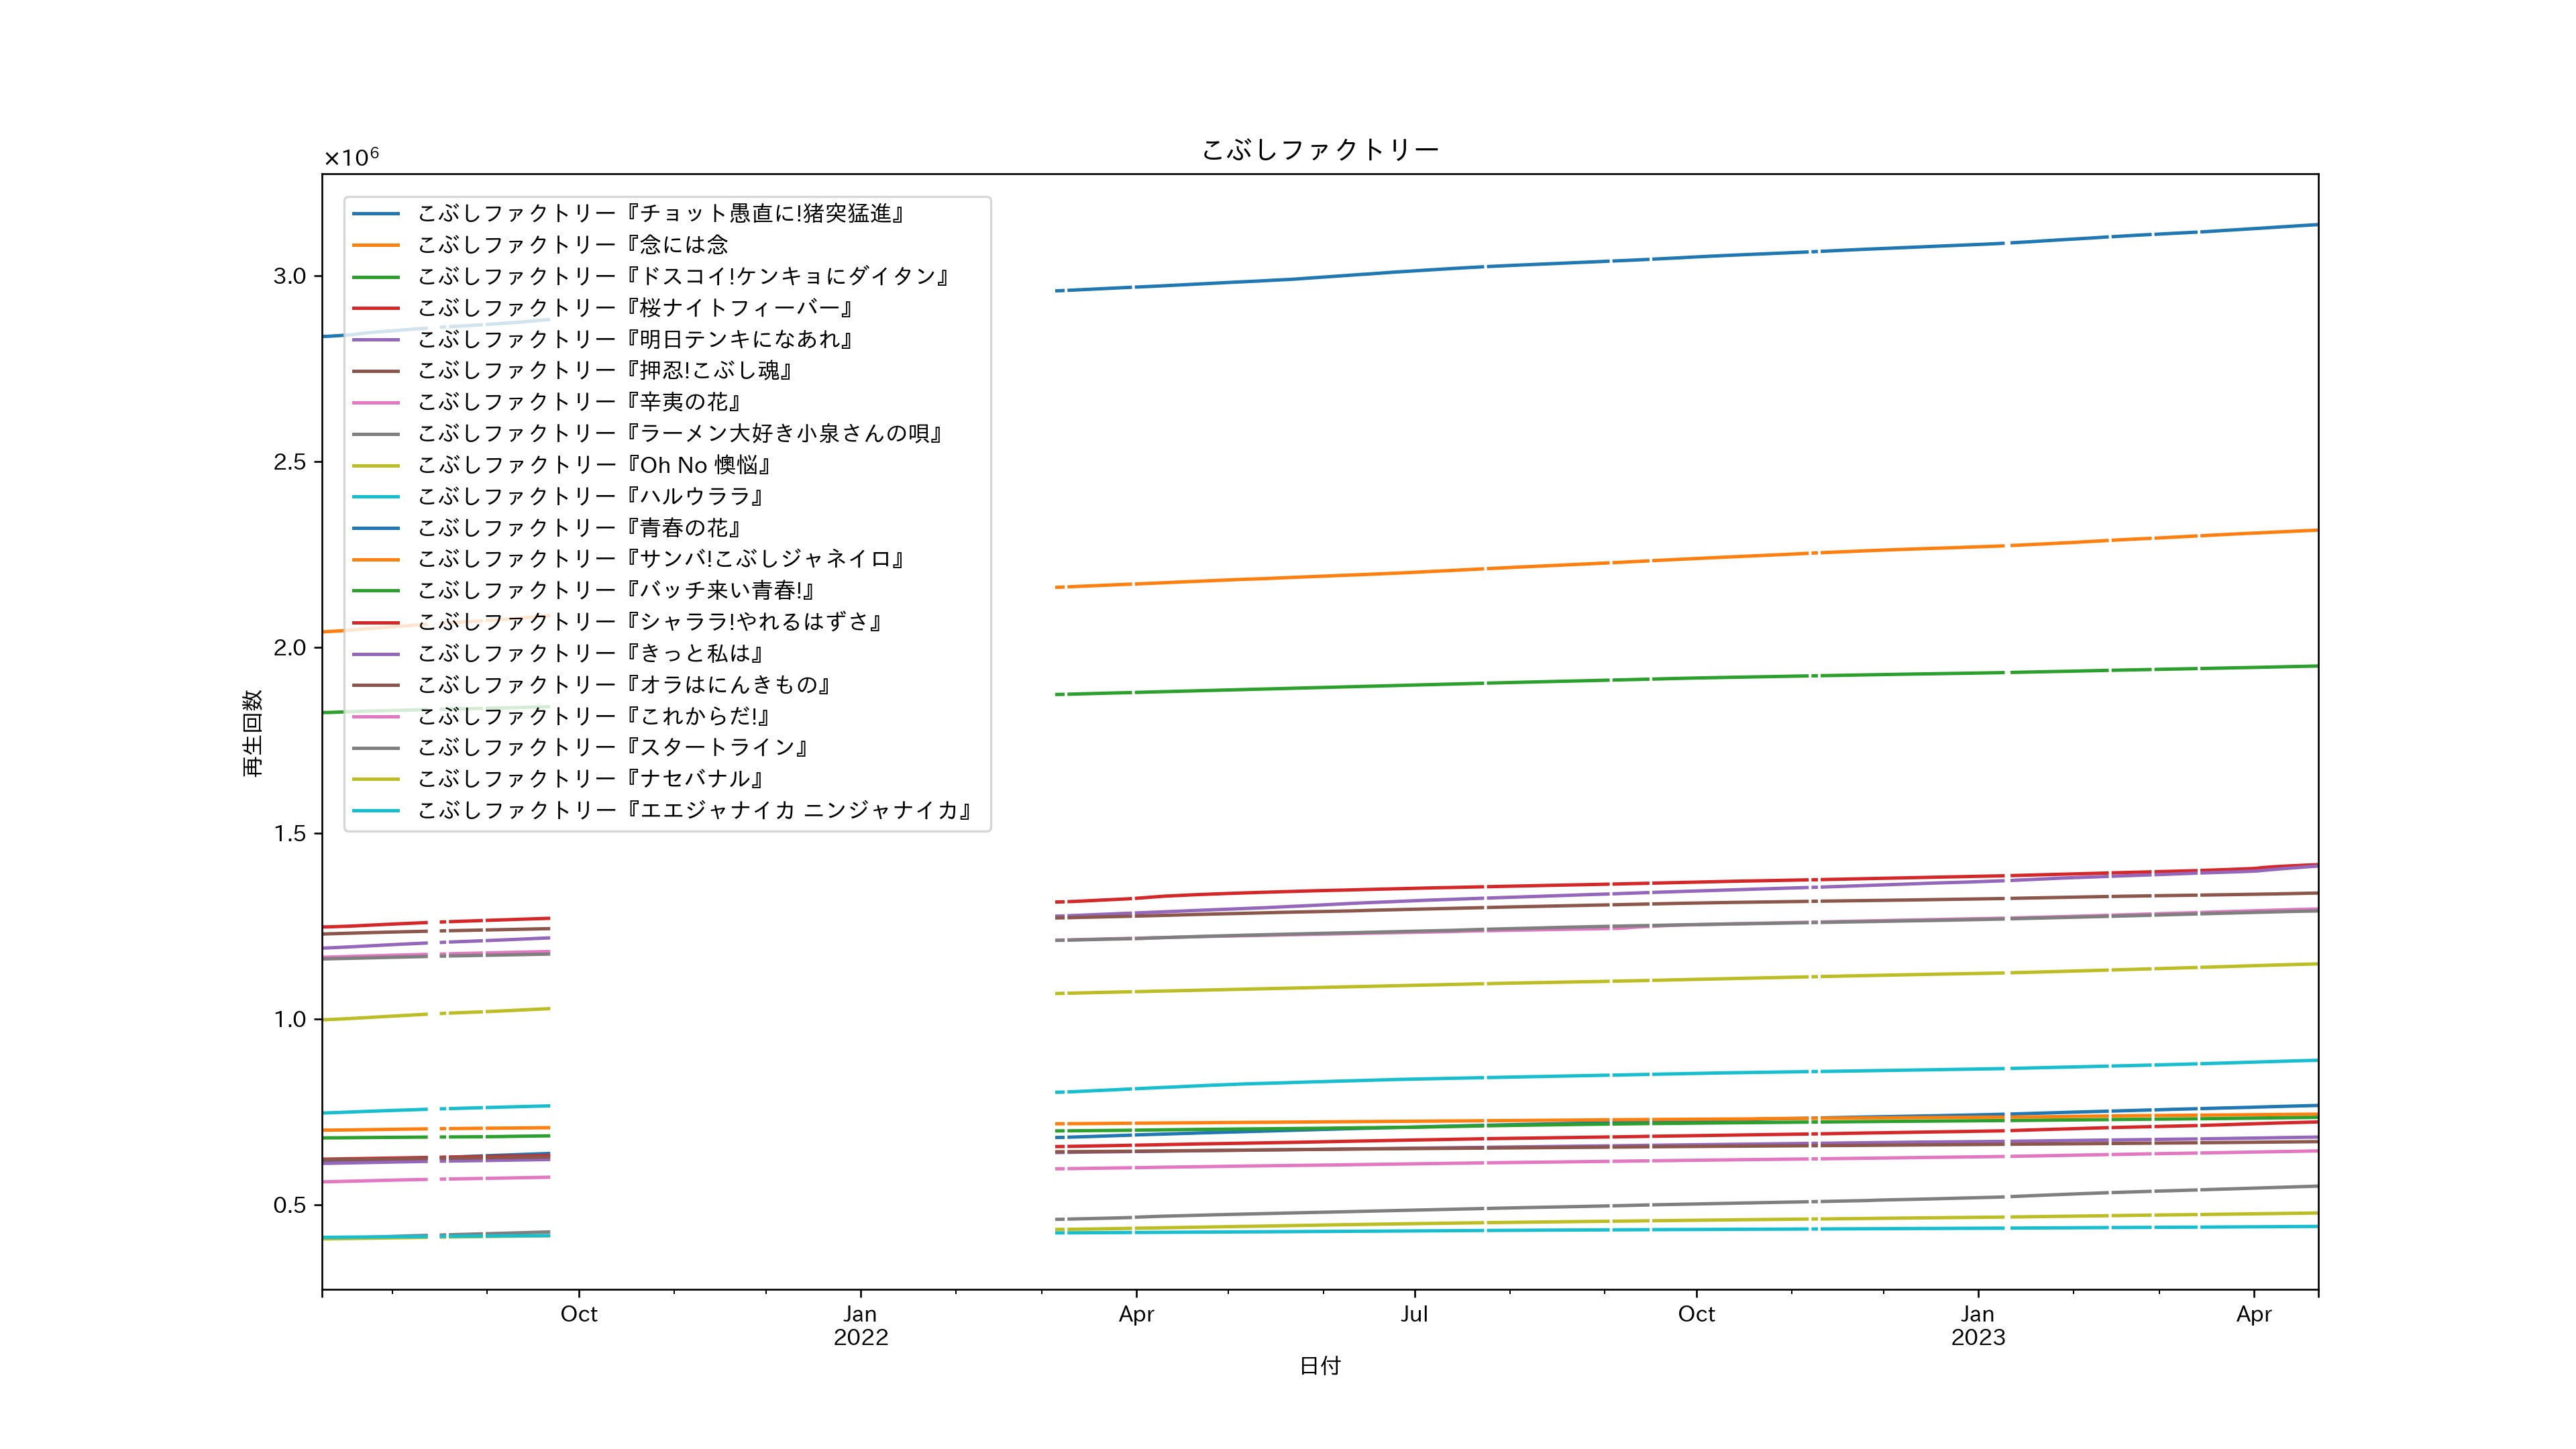 こぶしファクトリー
×10⁶
こぶしファクトリー『チョット愚直に!猪突猛進』
こぶしファクトリー『念には念
こぶしファクトリー『ドスコイ!ケンキョにダイタン』
こぶしファクトリー『桜ナイトフィーバー』
こぶしファクトリー『明日テンキになあれ』
こぶしファクトリー『押忍!こぶし魂』
こぶしファクトリー『辛夷の花』
こぶしファクトリー『ラーメン大好き小泉さんの唄』
こぶしファクトリー『Oh No 懊悩』
こぶしファクトリー『ハルウララ』
こぶしファクトリー『青春の花』
こぶしファクトリー『サンバ!こぶしジャネイロ』
こぶしファクトリー『バッチ来い青春!』
こぶしファクトリー『シャララ!やれるはずさ』
こぶしファクトリー『きっと私は』
こぶしファクトリー『オラはにんきもの』
こぶしファクトリー『これからだ!』
こぶしファクトリー『スタートライン』
こぶしファクトリー『ナセバナル』
こぶしファクトリー『エエジャナイカ ニンジャナイカ』
3.0
2.5
2.0
1.5
1.0
0.5
再生回数
Oct Jan Apr Jul Oct Jan Apr
2022 2023
日付